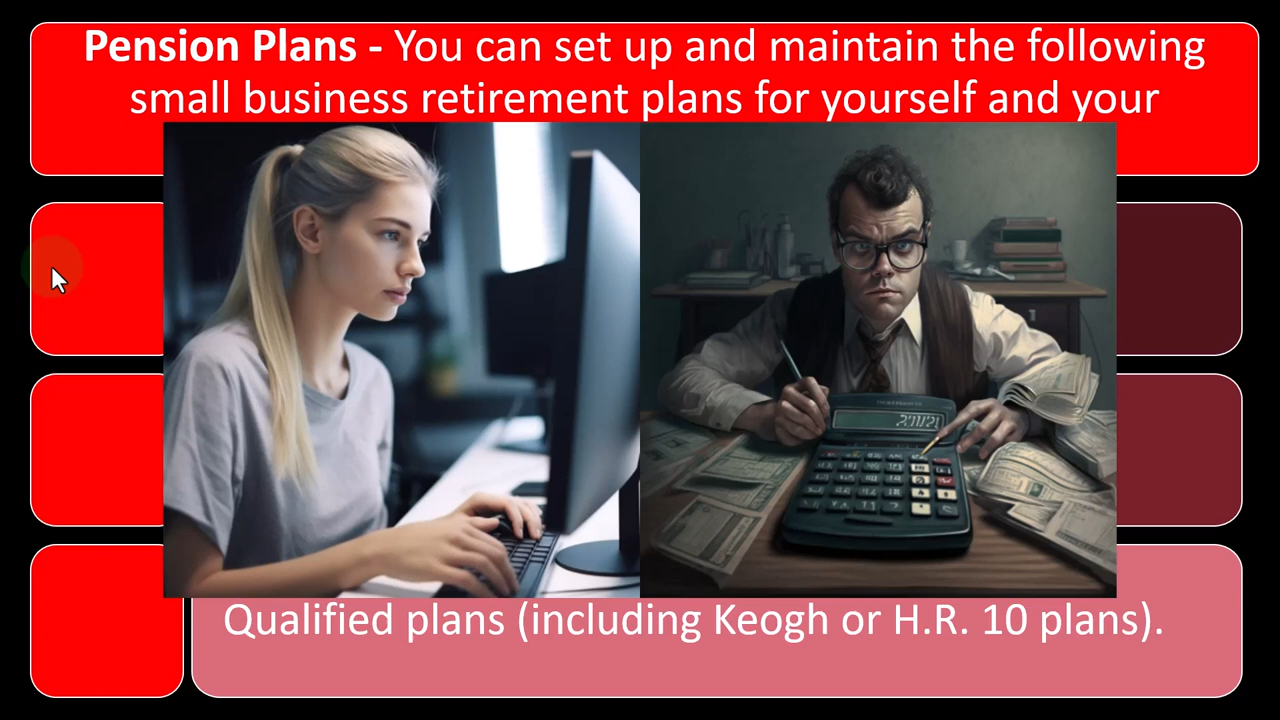 Pension Plans - You can set up and maintain the following
small business retirement plans for yourself and your
Qualified plans (including Keogh or H.R. 10 plans).